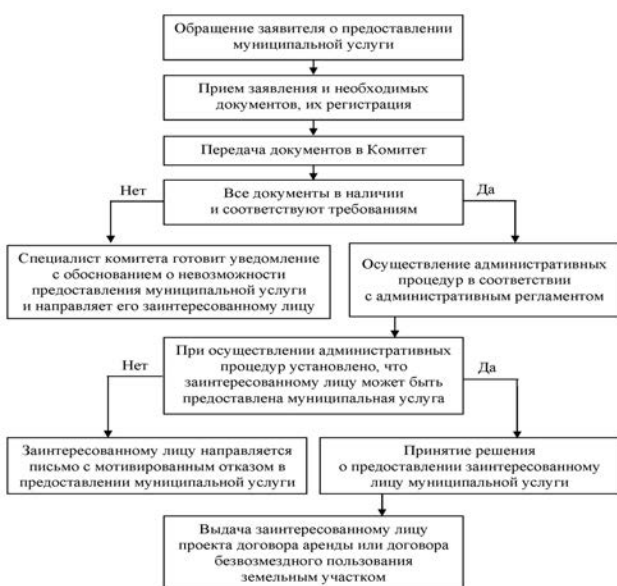 Обращение заявителя о предоставлении
муниципальной услуги
Прием заявления и необходимых
документов, их регистрация
Передача документов в Комитет
Нет
Все документы в наличии
и соответствуют требованиям
Да
Специалист комитета готовит уведомление
с обоснованием о невозможности
предоставления муниципальной услуги
и направляет его заинтересованному лицу
Осуществление административных
процедур в соответствии
с административным регламентом
Нет
При осуществлении административных
процедур установлено, что
заинтересованному лицу может быть
предоставлена муниципальная услуга
Да
Заинтересованному лицу направляется
письмо с мотивированным отказом в
предоставлении муниципальной услуги
Принятие решения
о предоставлении заинтересованному
лицу муниципальной услуги
Выдача заинтересованному лицу
проекта договора аренды или договора
безвозмездного пользования
земельным участком